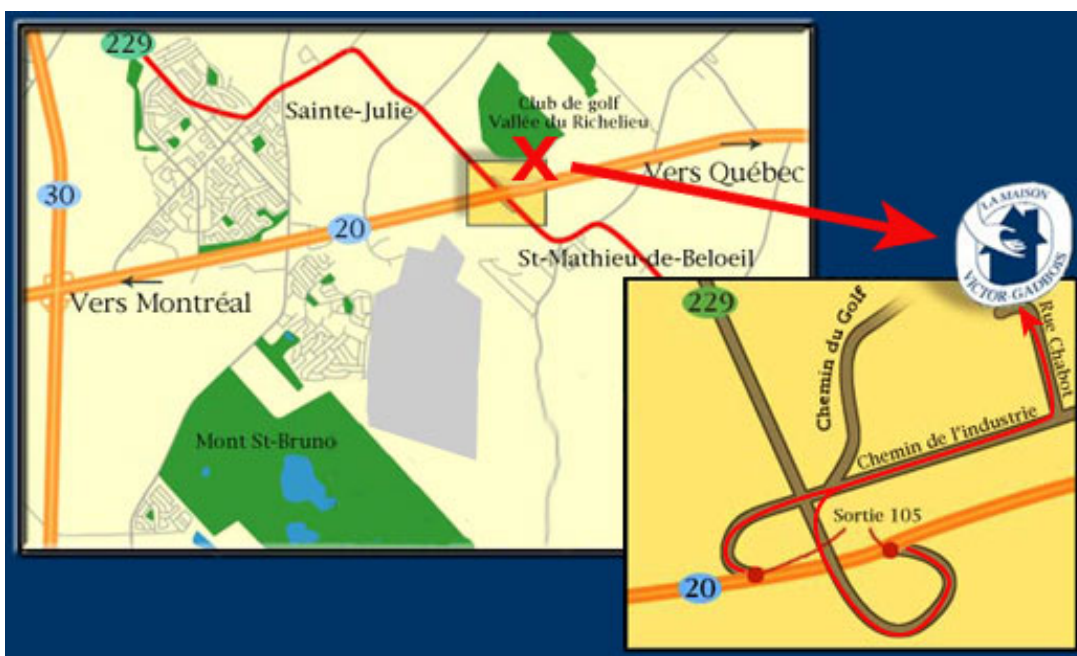 229
Sainte-Julie
Club de golf
Vallée du Richelieu
X
Vers Québec
30
20
St-Mathieu-de-Beloeil
Vers Montréal
229
Mont St-Bruno
LA MAISON
VICTOR-GADBOIS
Chemin du Golf
Rue Chabot
Chemin de l'industrie
Sortie 105
20